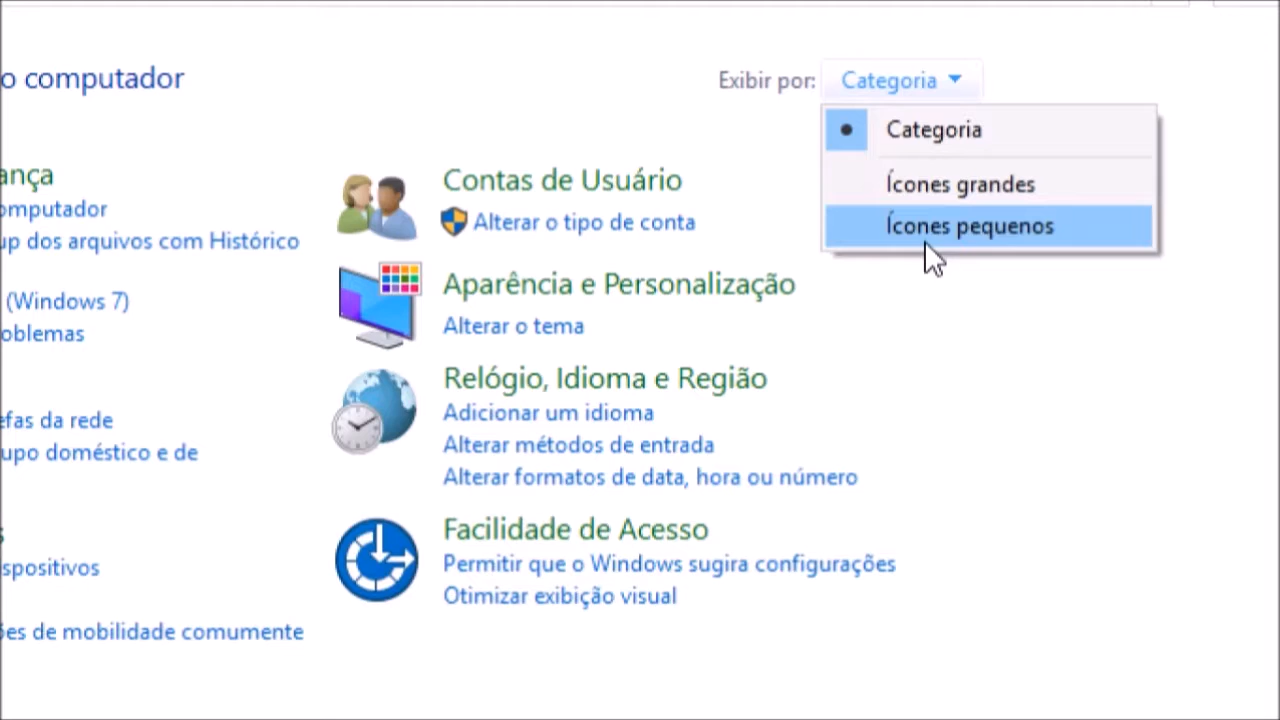 o computador
Exibir por: Categoria
Categoria
Ícones grandes
Ícones pequenos
ança
omputador
up dos arquivos com Histórico
(Windows 7)
oblemas
efas da rede
upo doméstico e de
s
spositivos
ões de mobilidade comumente
Contas de Usuário
Alterar o tipo de conta
Aparência e Personalização
Alterar o tema
Relógio, Idioma e Região
Adicionar um idioma
Alterar métodos de entrada
Alterar formatos de data, hora ou número
Facilidade de Acesso
Permitir que o Windows sugira configurações
Otimizar exibição visual